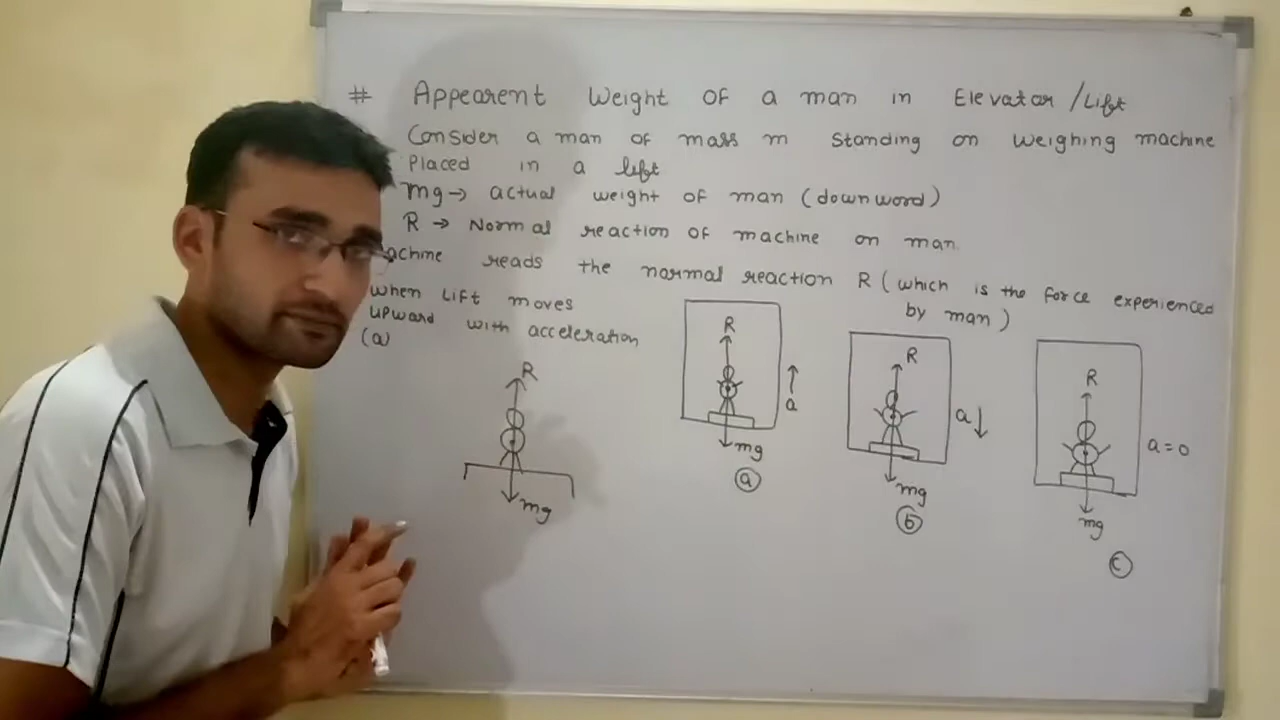 # Appearent Weight OF a man in Elevator/Lift
Consider a man of mass m Standing on weighing machine
Placed in a lift
mg→ actual weight of man (downword)
R → Normal reaction of machine on man
achine reads the normal reaction R (which is the force experienced
by man)
when Lift moves
upward with acceleration
(a)
R
mg
R
a
mg
a
R
a
mg
b
R
a=0
mg
c